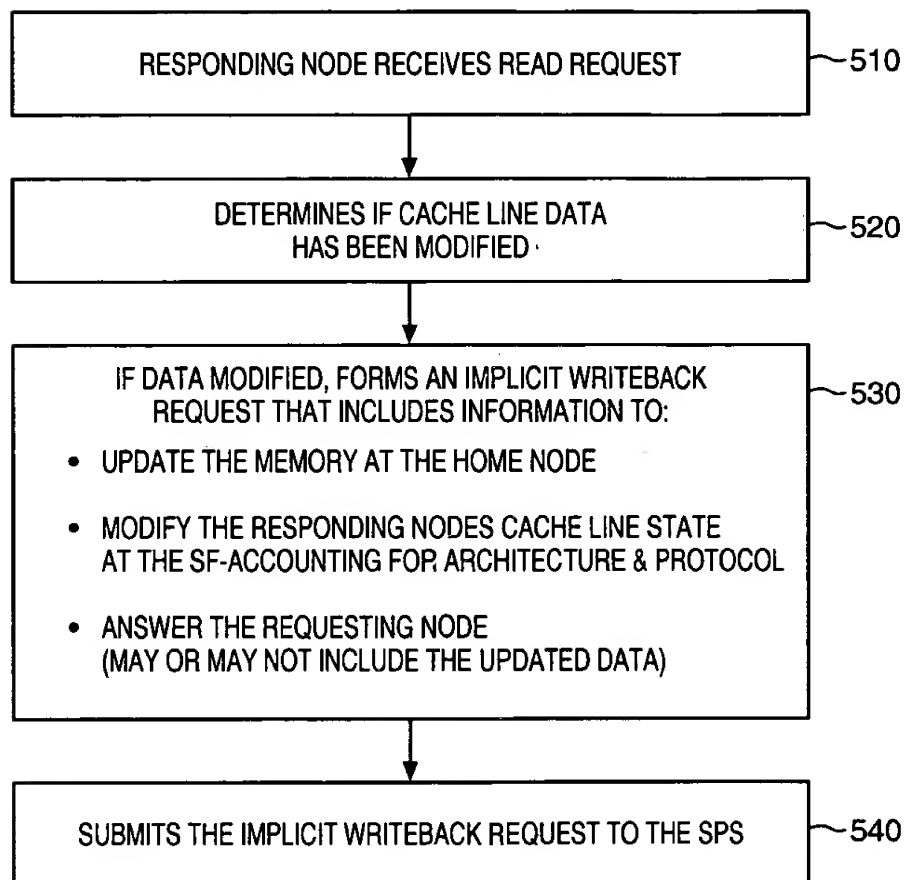 RESPONDING NODE RECEIVES READ REQUEST
510
DETERMINES IF CACHE LINE DATA
HAS BEEN MODIFIED
520
IF DATA MODIFIED, FORMS AN IMPLICIT WRITEBACK
REQUEST THAT INCLUDES INFORMATION TO:
530
• UPDATE THE MEMORY AT THE HOME NODE
• MODIFY THE RESPONDING NODES CACHE LINE STATE
AT THE SF-ACCOUNTING FOR ARCHITECTURE & PROTOCOL
• ANSWER THE REQUESTING NODE
(MAY OR MAY NOT INCLUDE THE UPDATED DATA)
SUBMITS THE IMPLICIT WRITEBACK REQUEST TO THE SPS
540